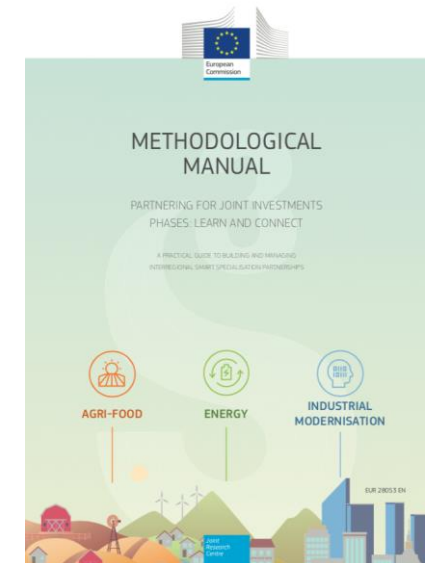 European
Commission
METHODOLOGICAL
MANUAL
PARTNERING FOR JOINT INVESTMENTS
PHASES: LEARN AND CONNECT
A PRACTICAL GUIDE TO BUILDING AND MANAGING
INTERREGIONAL SMART SPECIALISATION PARTNERSHIPS
AGRI-FOOD
ENERGY
INDUSTRIAL
MODERNISATION
EUR 28053 EN
Joint
Research
Centre